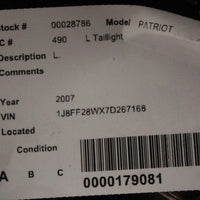 Stock # 00028786 Model PATRIOT
C # 490 L Taillight
Description L.
Comments
Year 2007
VIN 1J8FF28WX7D267168
Located
Condition
A B C 0000179081